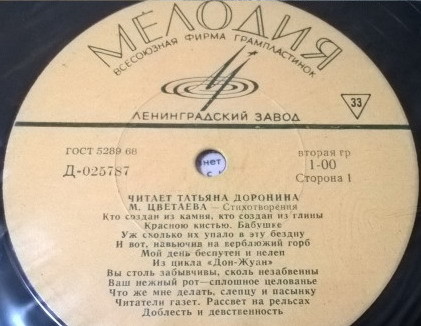 МЕЛОДИЯ
ВСЕСОЮЗНАЯ ФИРМА ГРАМПЛАСТИНОК
ЛЕНИНГРАДСКИЙ ЗАВОД
33
ГОСТ 5289-68
Д-025787
нет
вторая гр
1-00
Сторона 1
ЧИТАЕТ ТАТЬЯНА ДОРОНИНА
М. ЦВЕТАЕВА — Стихотворения
Кто создан из камня, кто создан из глины
Красною кистью. Бабушке
Уж сколько их упало в эту бездну
И вот, навьючив на верблюжий горб
Мой день беспутен и нелеп
Из цикла «Дон-Жуан»
Вы столь забывчивы, сколь незабвенны
Ваш нежный рот—сплошное целованье
Что же мне делать, слепцу и пасынку
Читатели газет. Рассвет на рельсах
Доблесть и девственность